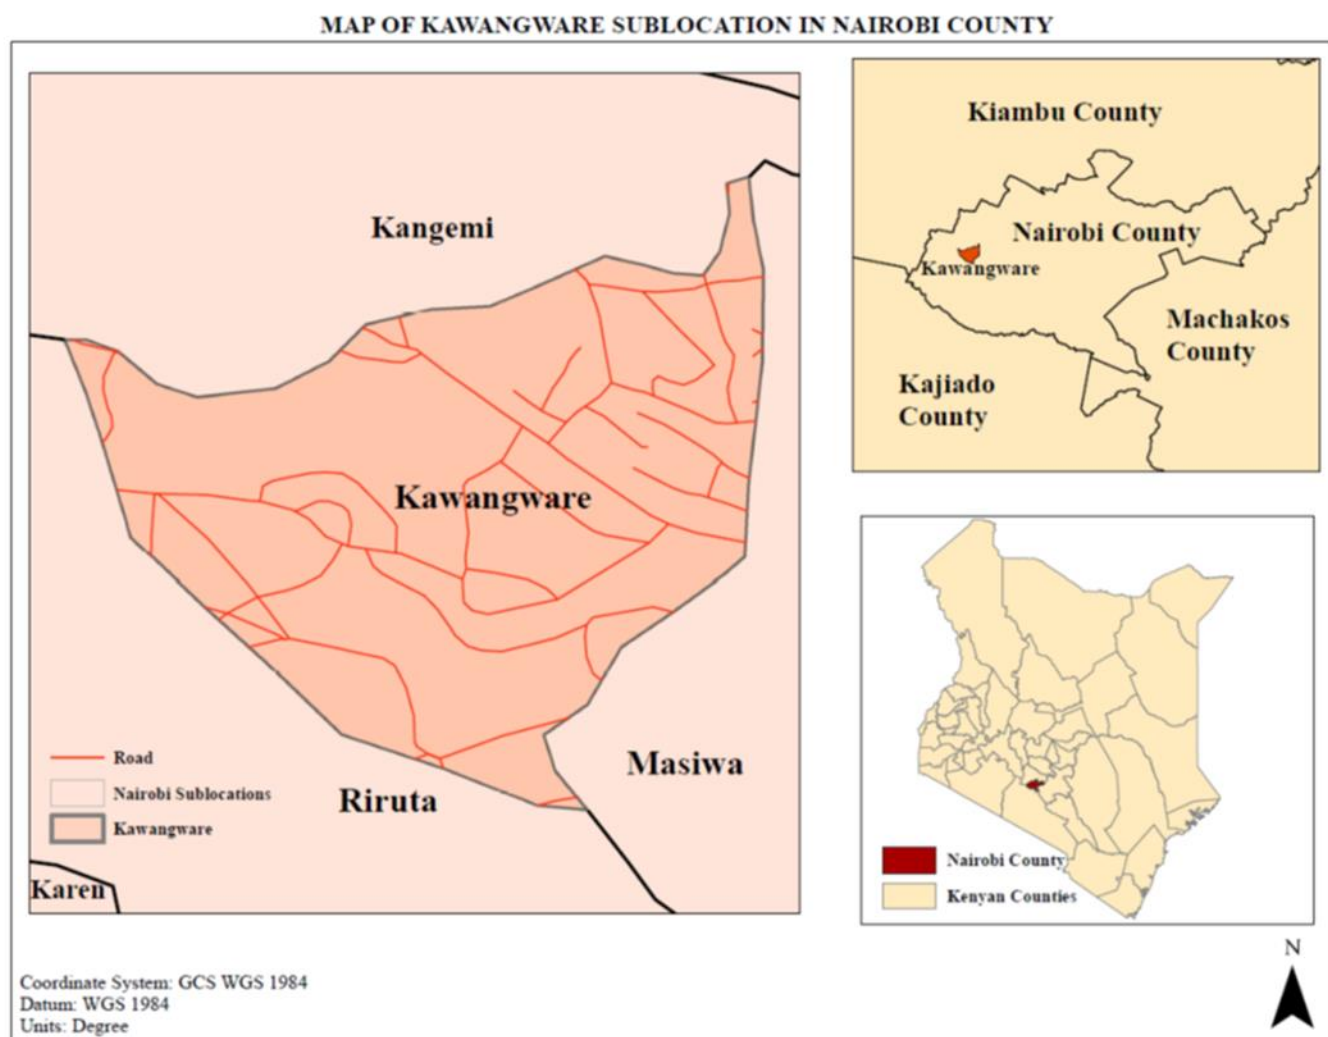 MAP OF KAWANGWARE SUBLOCATION IN NAIROBI COUNTY
Kangemi
Kawangware
Masiwa
Riruta
Karen
Road
Nairobi Sublocations
Kawangware
Kiambu County
Nairobi County
Kawangware
Machakos
County
Kajiado
County
Nairobi County
Kenyan Counties
N
Coordinate System: GCS WGS 1984
Datum: WGS 1984
Units: Degree